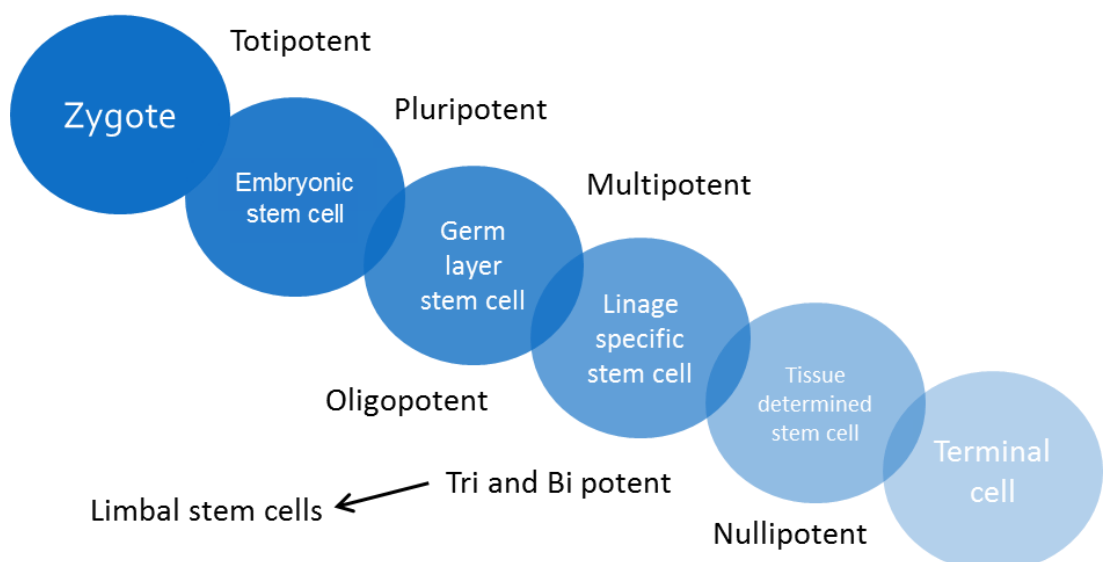 Totipotent
Zygote
Pluripotent
Embryonic
stem cell
Multipotent
Germ
layer
stem cell
Linage
specific
stem cell
Oligopotent
Tissue
determined
stem cell
Terminal
cell
Tri and Bi potent
Limbal stem cells
Nullipotent